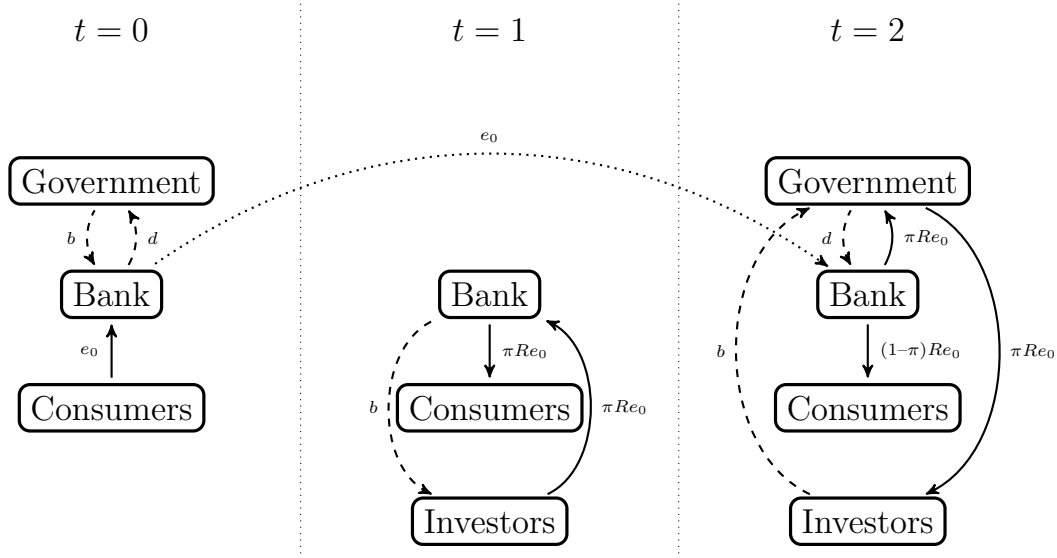 t = 0
t = 1
t = 2
e₀
Government
Government
b
d
d
πRe₀
Bank
Bank
Bank
e₀
πRe₀
(1–π)Re₀
b
πRe₀
Consumers
b
Consumers
πRe₀
Consumers
Investors
Investors